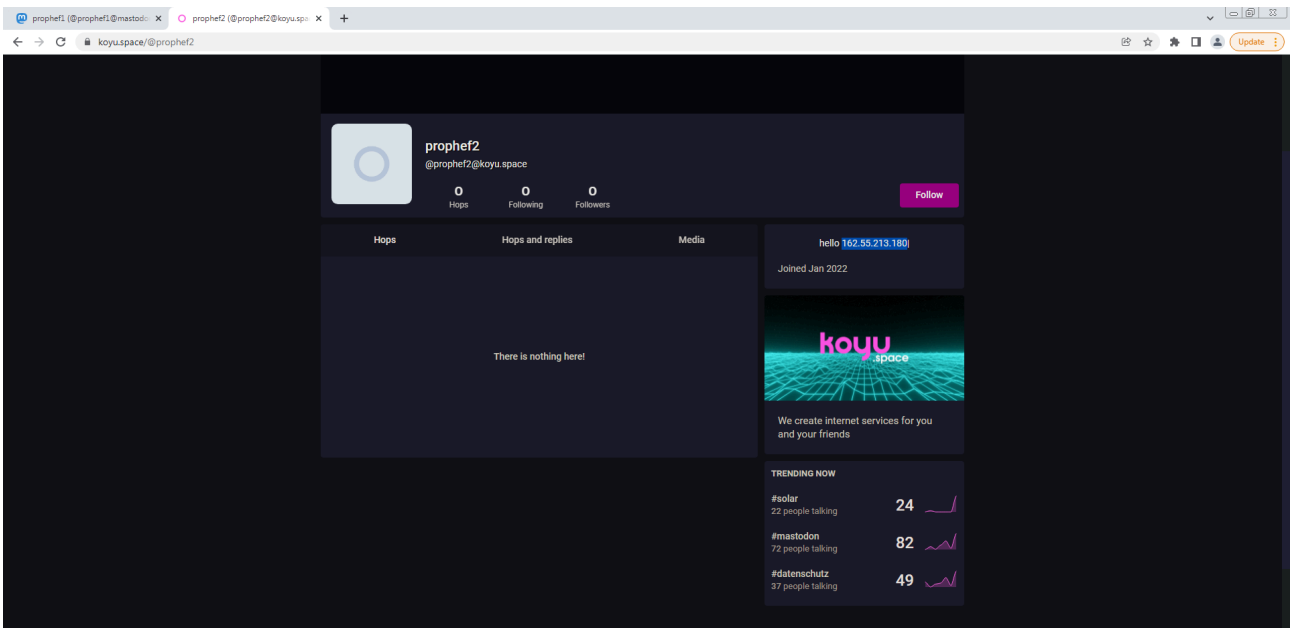 prophef1 (@prophef1@mastodo
prophef2 (@prophef2@koyu.spa
koyu.space/@prophef2
Update
prophef2
@prophef2@koyu.space
0 0 0
Hops Following Followers
Follow
Hops Hops and replies Media
hello 162.55.213.180|
Joined Jan 2022
There is nothing here!
koyu
.space
We create internet services for you
and your friends
TRENDING NOW
#solar
22 people talking
24
#mastodon
72 people talking
82
#datenschutz
37 people talking
49